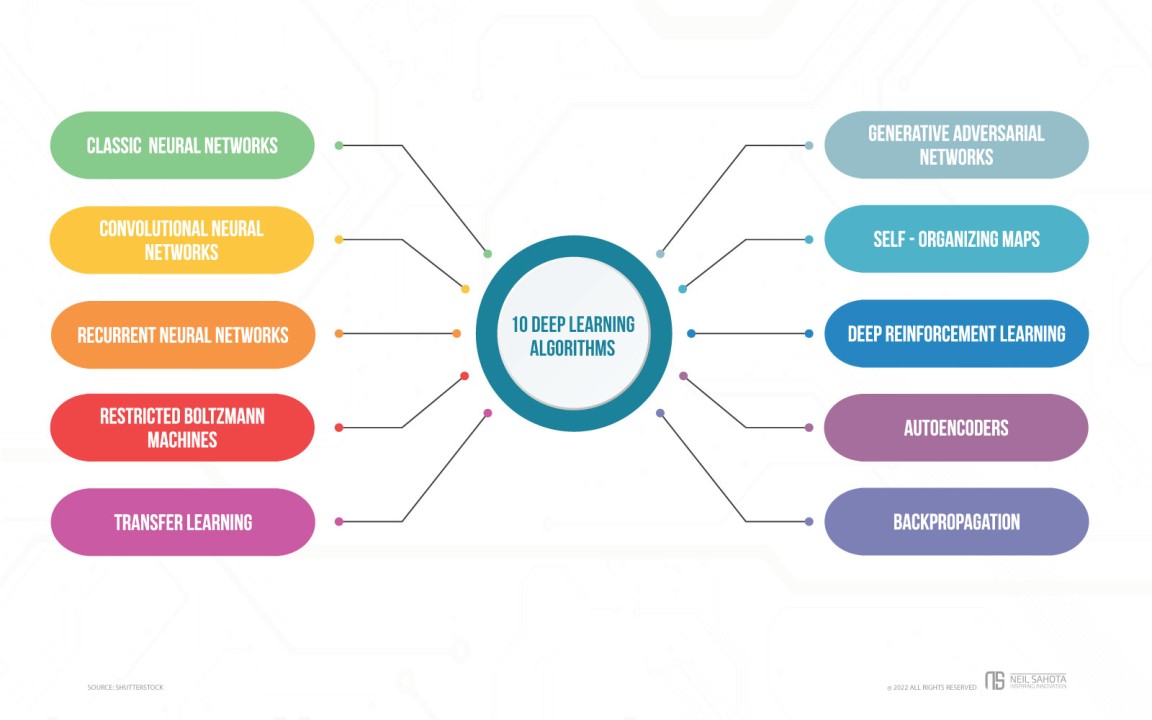 CLASSIC NEURAL NETWORKS
CONVOLUTIONAL NEURAL
NETWORKS
RECURRENT NEURAL NETWORKS
RESTRICTED BOLTZMANN
MACHINES
TRANSFER LEARNING
10 DEEP LEARNING
ALGORITHMS
GENERATIVE ADVERSARIAL
NETWORKS
SELF - ORGANIZING MAPS
DEEP REINFORCEMENT LEARNING
AUTOENCODERS
BACKPROPAGATION
SOURCE: SHUTTERSTOCK
© 2022 ALL RIGHTS RESERVED
NS
NEIL SAHOTA
INSPIRING INNOVATION